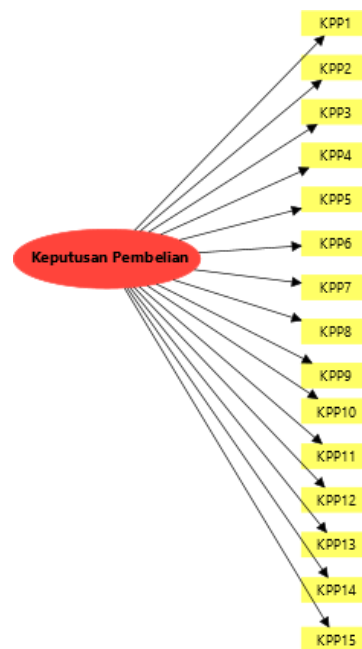 KPP1
KPP2
KPP3
KPP4
KPP5
Keputusan Pembelian
KPP6
KPP7
KPP8
KPP9
KPP10
KPP11
KPP12
KPP13
KPP14
KPP15